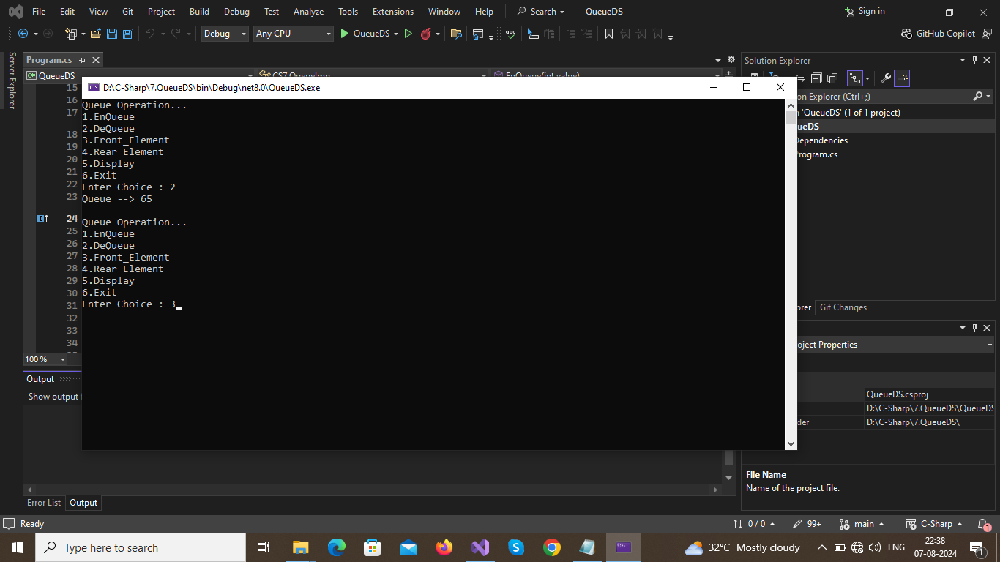 File Edit View Git Project Build Debug Test Analyze Tools Extensions Window Help Search QueueDS Sign in
Debug Any CPU QueueDS GitHub Copilot
Server Explorer
Program.cs
QueueDS CS7.QueueImp EnQueue(int value)
15
16
17
18
19
20
21
22
23
24
25
26
27
28
29
30
31
32
33
34
100 %
D:\C-Sharp\7.QueueDS\bin\Debug\net8.0\QueueDS.exe
Queue Operation...
1.EnQueue
2.DeQueue
3.Front_Element
4.Rear_Element
5.Display
6.Exit
Enter Choice : 2
Queue --> 65
Queue Operation...
1.EnQueue
2.DeQueue
3.Front_Element
4.Rear_Element
5.Display
6.Exit
Enter Choice : 3
Solution Explorer
on Explorer (Ctrl+;)
'QueueDS' (1 of 1 project)
ueDS
Dependencies
rogram.cs
orer Git Changes
oject Properties
QueueDS.csproj
D:\C-Sharp\7.QueueDS\QueueDS
der D:\C-Sharp\7.QueueDS\
File Name
Name of the project file.
Output
Show output
Error List Output
Ready 0 / 0 99+ main C-Sharp 1
Type here to search 32°C Mostly cloudy ENG 22:38
07-08-2024 1